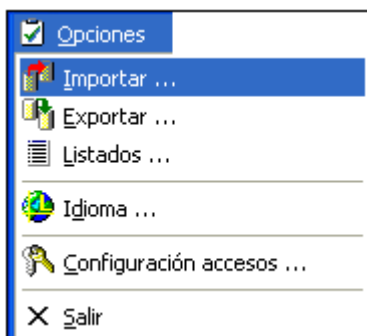 Opciones
Importar ...
Exportar ...
Listados ...
Idioma ...
Configuración accesos ...
Salir